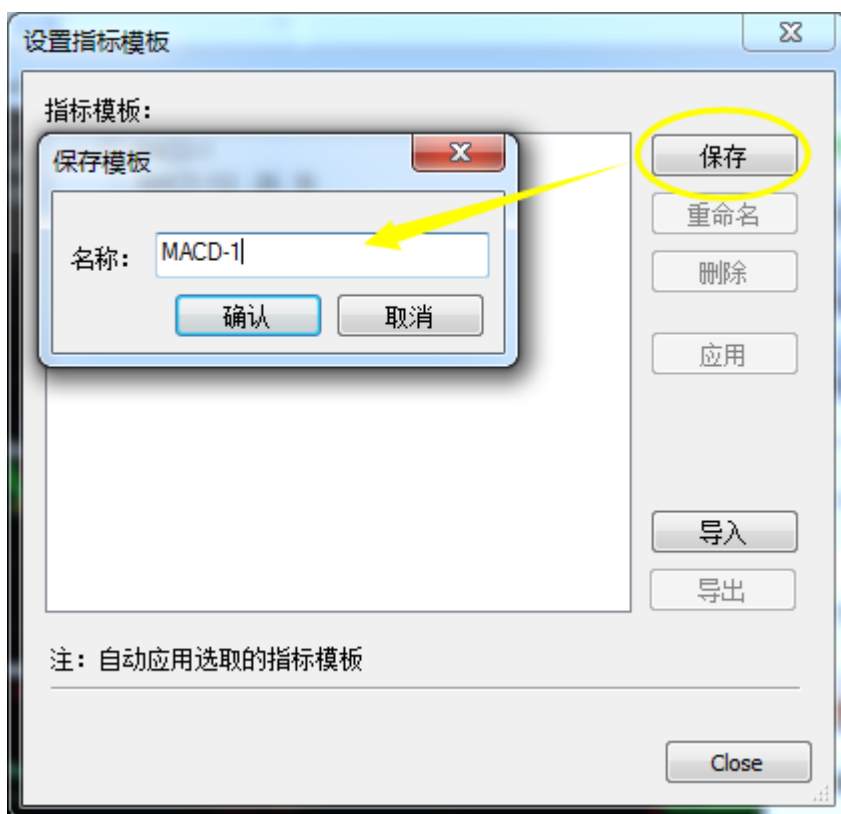 设置指标模板
指标模板：
保存模板
名称： MACD-1
确认 取消
保存
重命名
删除
应用
导入
导出
注：自动应用选取的指标模板
Close